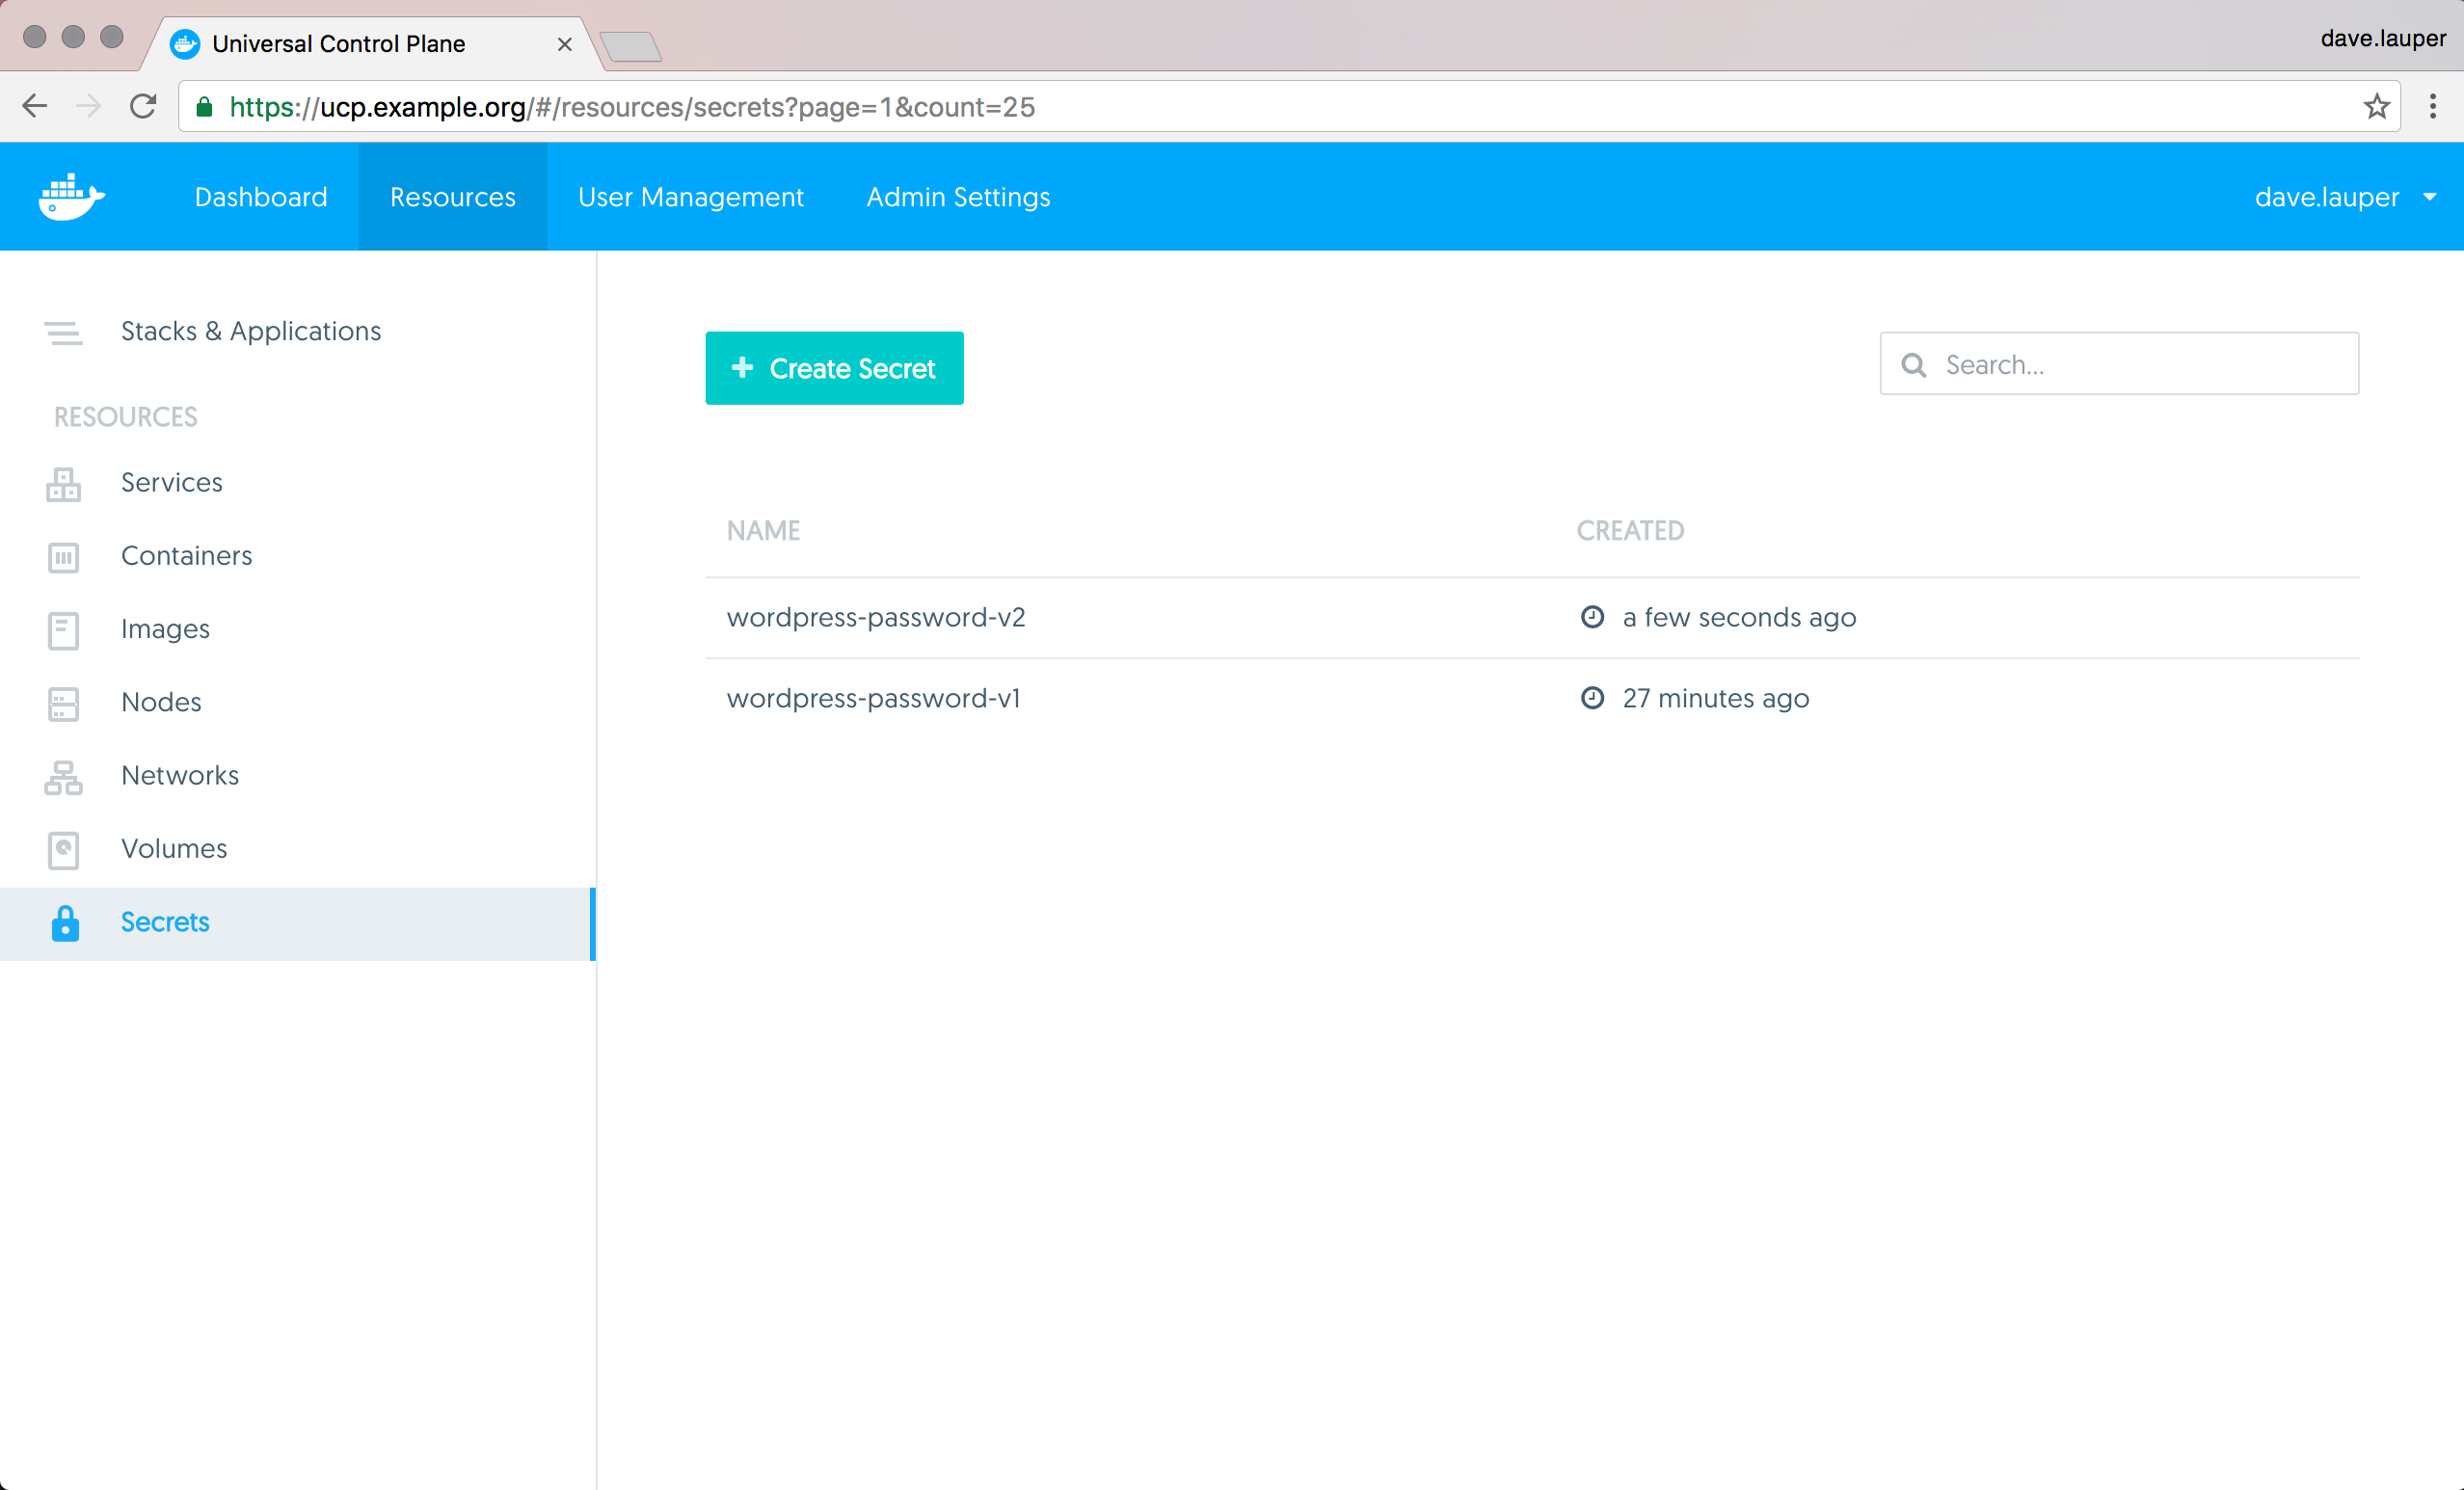 Universal Control Plane
dave.lauper
https://ucp.example.org/#/resources/secrets?page=1&count=25
Dashboard Resources User Management Admin Settings dave.lauper
Stacks & Applications
RESOURCES
Services
Containers
Images
Nodes
Networks
Volumes
Secrets
+ Create Secret
Search...
NAME CREATED
wordpress-password-v2 a few seconds ago
wordpress-password-v1 27 minutes ago